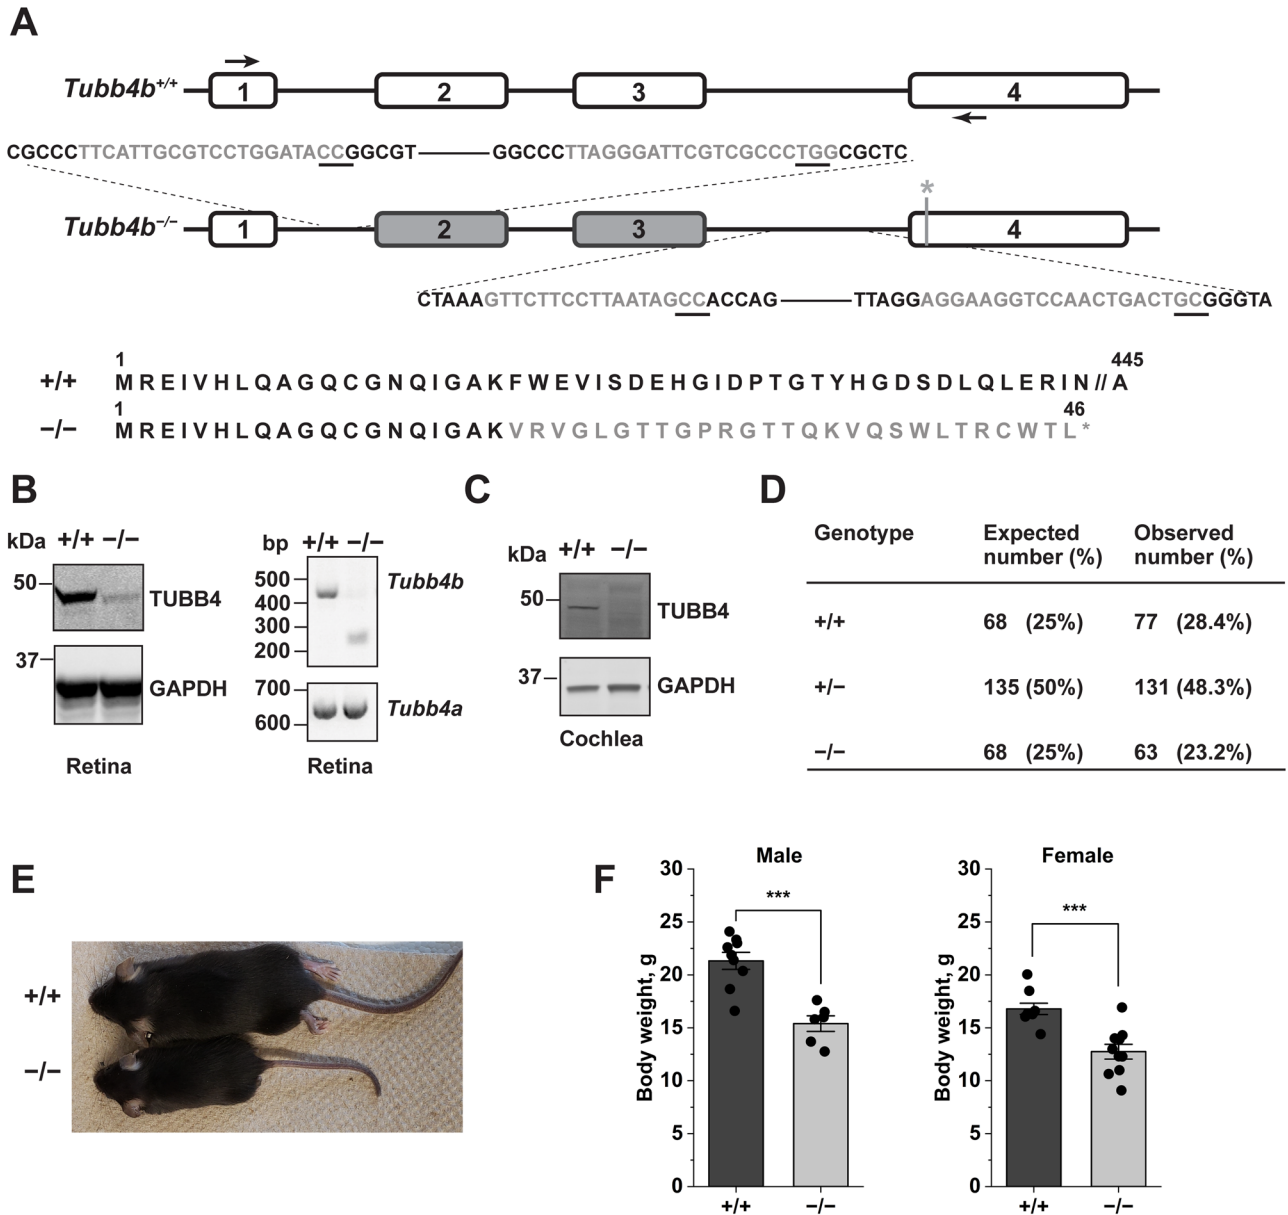 A
Tubb4b+/+
1 2 3 4
CGCCCTTCATTGCGTCCTGGATACCGGCGT GGCCCTTAGGGATTCGTCGCCCTGGCGCTC
*
Tubb4b−/−
1 2 3 4
CTAAAGTTCTTCCTTAATAGCCACCAG TTAGGAGGAAGGTCCAACTGACTGCGGGTA
1 445
+/+ MREIVHLQAGQCGNQIGAKFWEVISDEHGIDPTGTYHGDSDLQLERIN//A
1 46
−/− MREIVHLQAGQCGNQIGAKVRVGLGTTGPRGTTQKVQSWLTRCWTL*
B
kDa +/+ −/−
50
TUBB4
37
GAPDH
Retina
bp +/+ −/−
500
400
300
200
Tubb4b
700
600
Tubb4a
Retina
C
kDa +/+ −/−
50
TUBB4
37
GAPDH
Cochlea
D
Genotype Expected number (%) Observed number (%)
+/+ 68 (25%) 77 (28.4%)
+/− 135 (50%) 131 (48.3%)
−/− 68 (25%) 63 (23.2%)
E
+/+
−/−
F
Male
Body weight, g
30
25
20
15
10
5
0
***
+/+ −/−
Female
Body weight, g
30
25
20
15
10
5
0
***
+/+ −/−